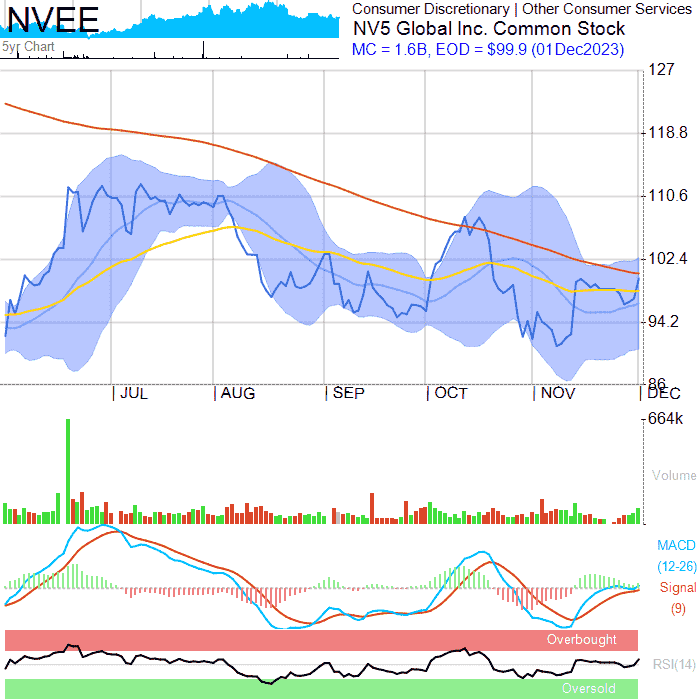 NVEE
5yr Chart
Consumer Discretionary | Other Consumer Services
NV5 Global Inc. Common Stock
MC = 1.6B, EOD = $99.9 (01Dec2023)
127
118.8
110.6
102.4
94.2
86
JUL
AUG
SEP
OCT
NOV
DEC
664k
Volume
MACD
(12-26)
Signal
(9)
Overbought
RSI(14)
Oversold